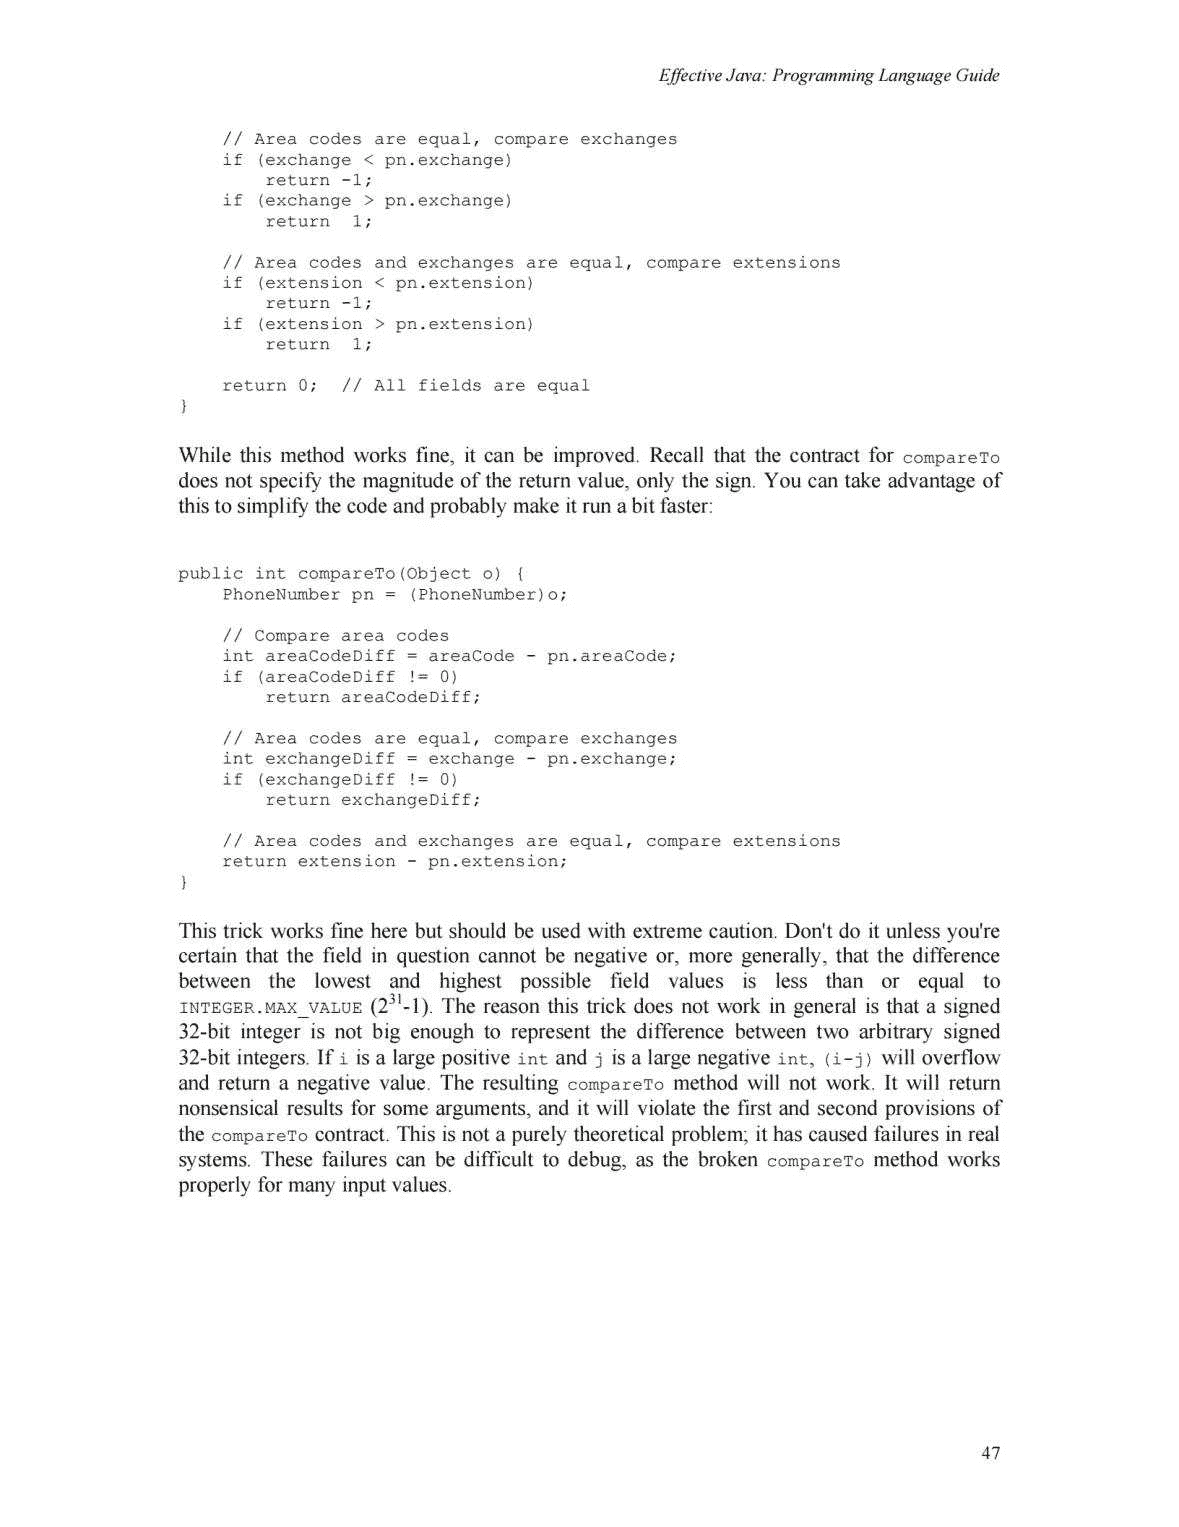 Effective Java: Programming Language Guide
// Area codes are equal, compare exchanges
if (exchange < pn.exchange)
return -1;
if (exchange > pn.exchange)
return  1;
// Area codes and exchanges are equal, compare extensions
if (extension < pn.extension)
return -1;
if (extension > pn.extension)
return  1;
return 0;  // All fields are equal
}
While this method works fine, it can be improved. Recall that the contract for compareTo
does not specify the magnitude of the return value, only the sign. You can take advantage of
this to simplify the code and probably make it run a bit faster:
public int compareTo(Object o) {
PhoneNumber pn = (PhoneNumber)o;
// Compare area codes
int areaCodeDiff = areaCode - pn.areaCode;
if (areaCodeDiff != 0)
return areaCodeDiff;
// Area codes are equal, compare exchanges
int exchangeDiff = exchange - pn.exchange;
if (exchangeDiff != 0)
return exchangeDiff;
// Area codes and exchanges are equal, compare extensions
return extension - pn.extension;
}
This trick works fine here but should be used with extreme caution. Don't do it unless you're
certain that the field in question cannot be negative or, more generally, that the difference
between the lowest and highest possible field values is less than or equal to
INTEGER.MAX_VALUE (2³¹-1). The reason this trick does not work in general is that a signed
32-bit integer is not big enough to represent the difference between two arbitrary signed
32-bit integers. If i is a large positive int and j is a large negative int, (i-j) will overflow
and return a negative value. The resulting compareTo method will not work. It will return
nonsensical results for some arguments, and it will violate the first and second provisions of
the compareTo contract. This is not a purely theoretical problem; it has caused failures in real
systems. These failures can be difficult to debug, as the broken compareTo method works
properly for many input values.
47